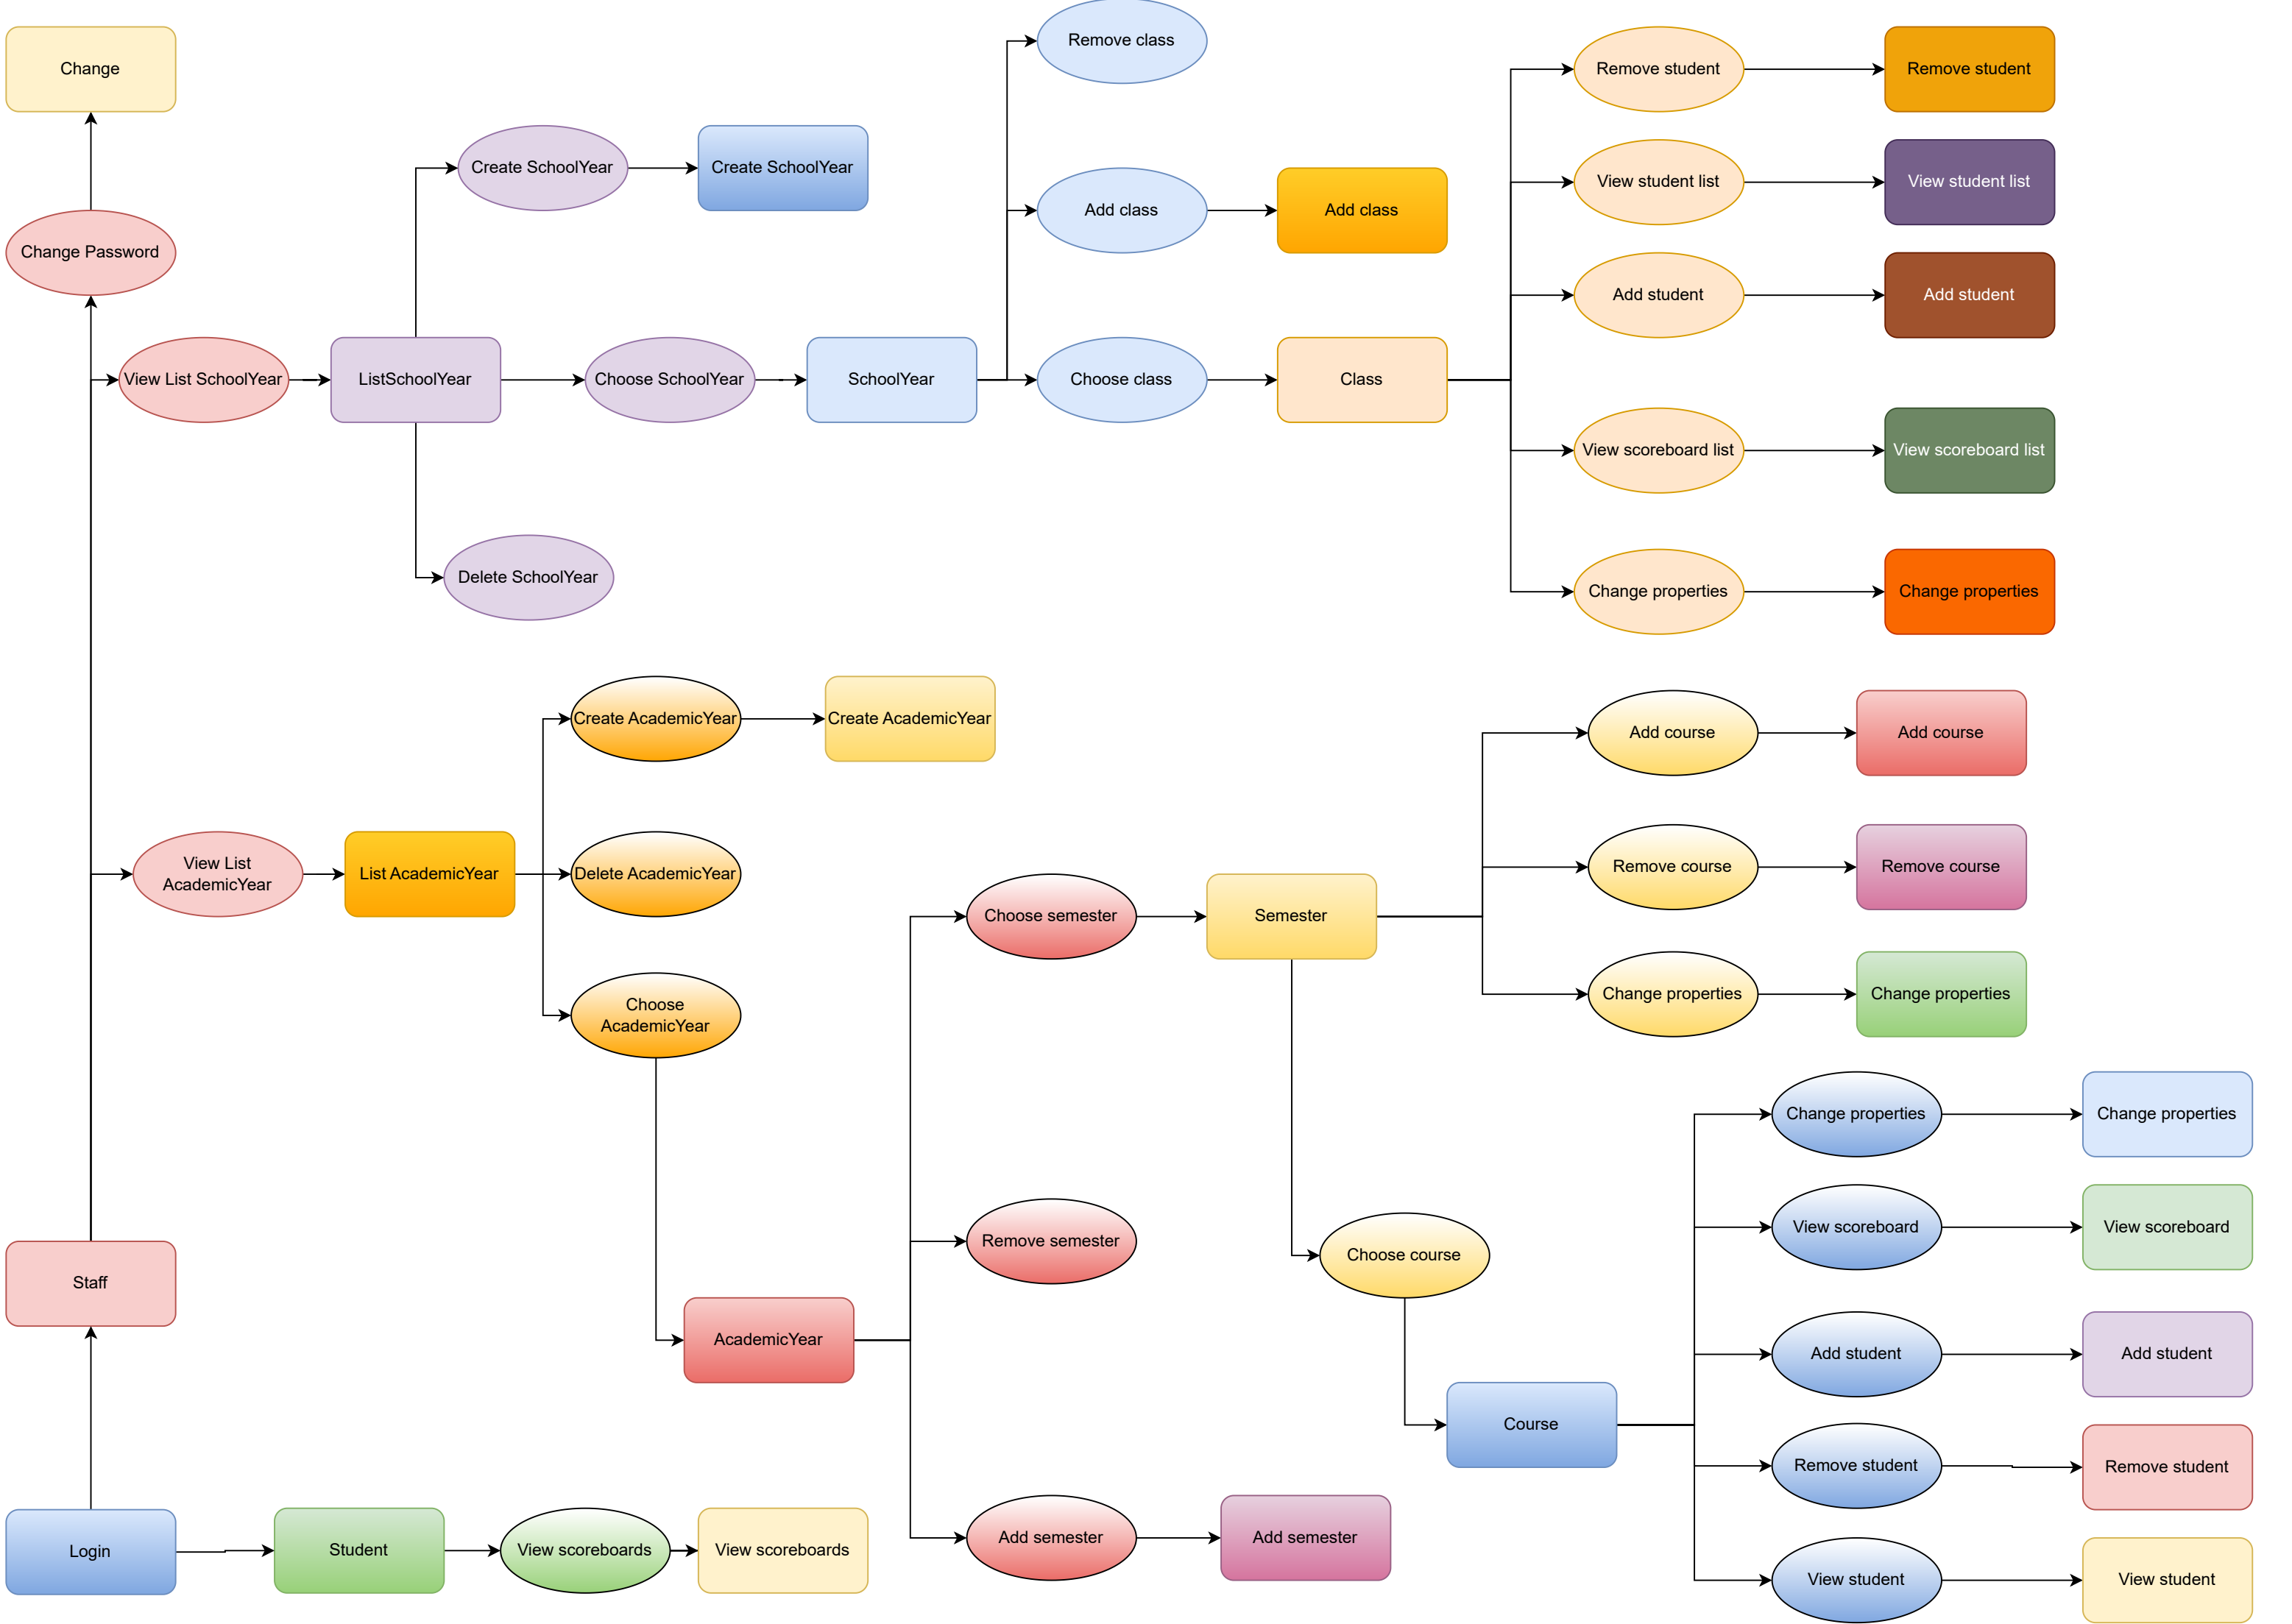 Remove class
Change
Remove student
Remove student
Create SchoolYear
Create SchoolYear
View student list
View student list
Add class
Add class
Change Password
Add student
Add student
View List SchoolYear
ListSchoolYear
Choose SchoolYear
SchoolYear
Choose class
Class
View scoreboard list
View scoreboard list
Delete SchoolYear
Change properties
Change properties
Create AcademicYear
Create AcademicYear
Add course
Add course
View List
AcademicYear
List AcademicYear
Delete AcademicYear
Remove course
Remove course
Choose semester
Semester
Choose
AcademicYear
Change properties
Change properties
Change properties
Change properties
View scoreboard
View scoreboard
Remove semester
Choose course
Staff
AcademicYear
Add student
Add student
Course
Remove student
Remove student
Login
Student
View scoreboards
View scoreboards
Add semester
Add semester
View student
View student